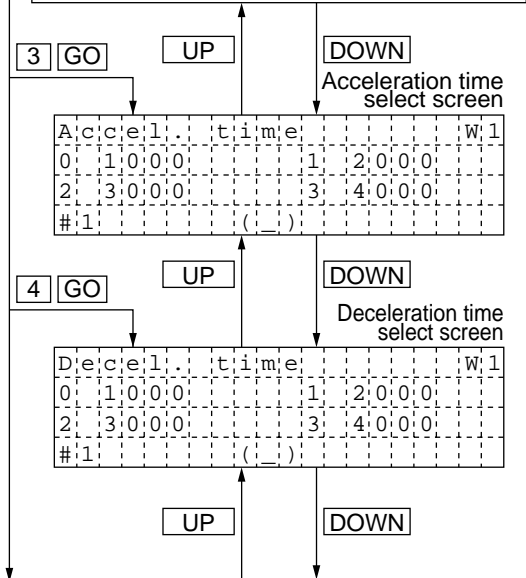 UP DOWN
3 GO
Acceleration time
select screen
Accel. time W1
0 1000 1 2000
2 3000 3 4000
#1 (_)
UP DOWN
4 GO
Deceleration time
select screen
Decel. time W1
0 1000 1 2000
2 3000 3 4000
#1 (_)
UP DOWN